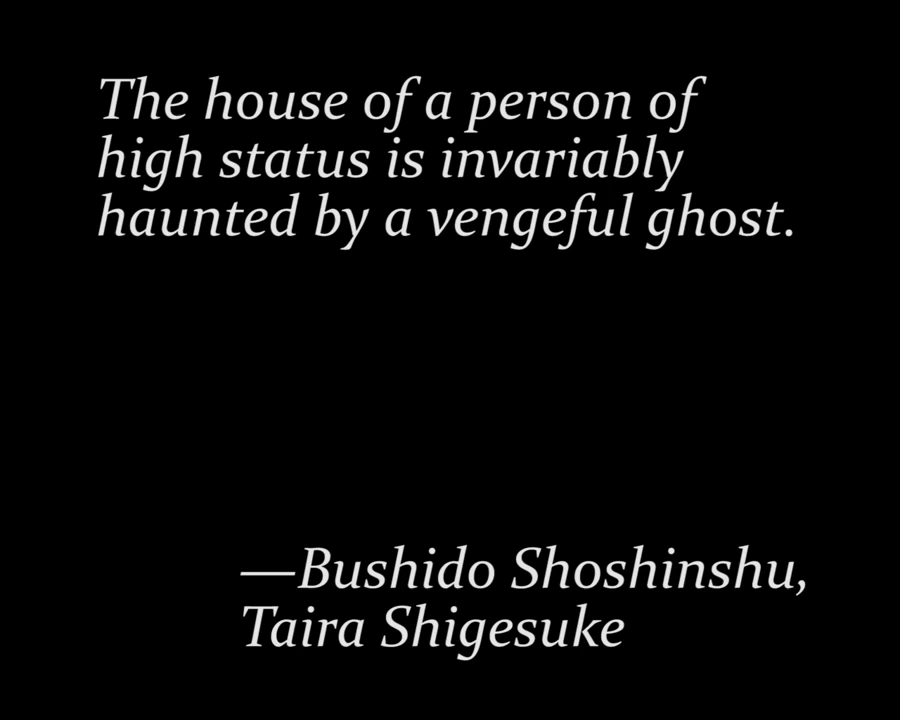 The house of a person of
high status is invariably
haunted by a vengeful ghost.
—Bushido Shoshinshu,
Taira Shigesuke